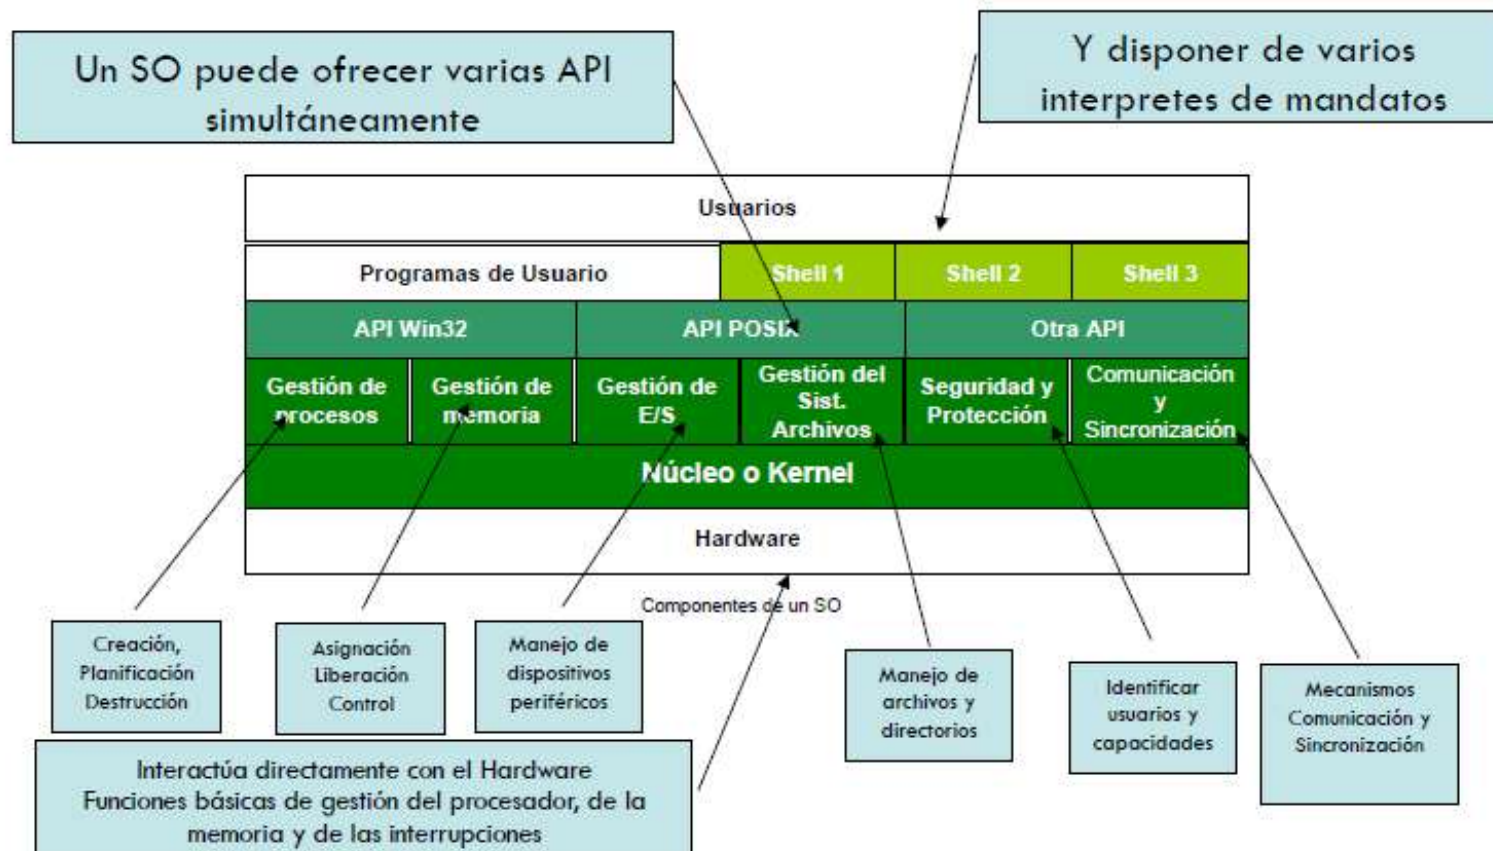 Un SO puede ofrecer varias API
simultáneamente
Y disponer de varios
interpretes de mandatos
Usuarios
Programas de Usuario
Shell 1
Shell 2
Shell 3
API Win32
API POSIX
Otra API
Gestión de
procesos
Gestión de
memoria
Gestión de
E/S
Gestión del
Sist.
Archivos
Seguridad y
Protección
Comunicación
y
Sincronización
Núcleo o Kernel
Hardware
Componentes de un SO
Creación,
Planificación
Destrucción
Asignación
Liberación
Control
Manejo de
dispositivos
periféricos
Manejo de
archivos y
directorios
Identificar
usuarios y
capacidades
Mecanismos
Comunicación y
Sincronización
Interactúa directamente con el Hardware
Funciones básicas de gestión del procesador, de la
memoria y de las interrupciones